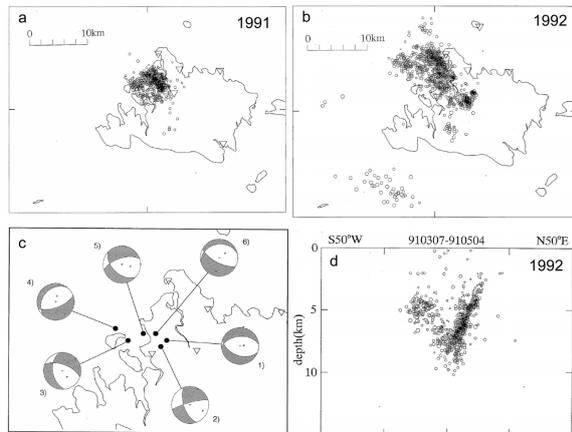 a
1991
0
10km
b
1992
0
10km
c
5)
6)
4)
3)
2)
1)
S50°W
910307-910504
N50°E
0
d
1992
5
depth(km)
10